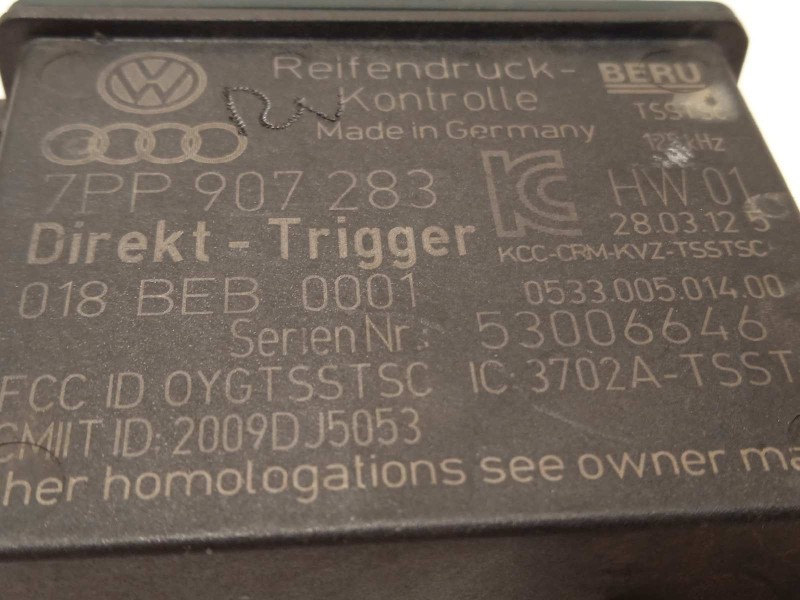 Reifendruck- BERU
Kontrolle
Made in Germany 125kHz
7PP 907 283 HW 01
Direkt - Trigger 28.03.12 5
KCC-CRM-KVZ-TSSTSC
018 BEB 0001 0533.005.014.00
Serien Nr.: 53006646
FCC ID OYGTSSTSC IC: 3702A-TSST
CMIIT ID: 2009DJ5053
her homologations see owner ma